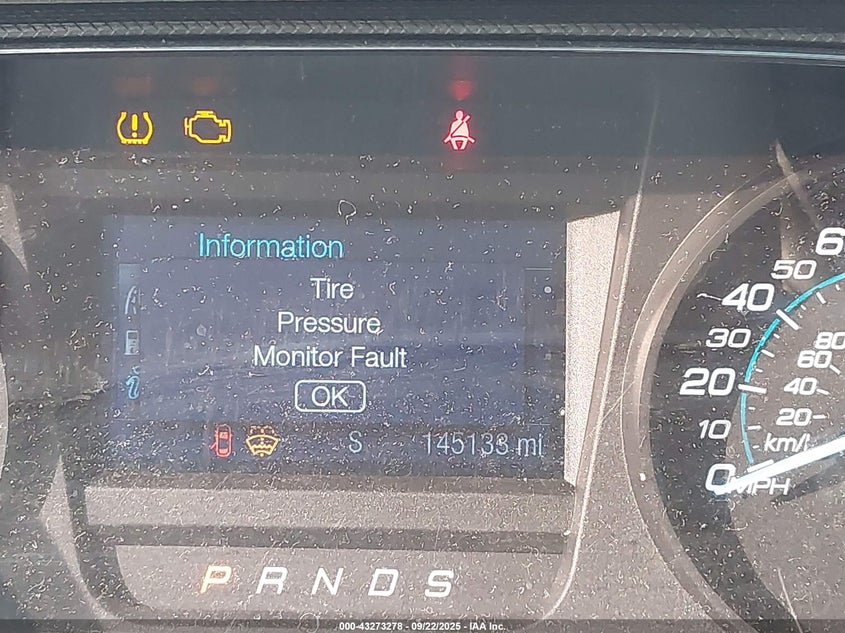 Information
Tire
Pressure
Monitor Fault
OK
S 145133 mi
P R N D S
0 10 20 30 40 50
20 40 60 80
km/
MPH
000-43273278 - 09/22/2025 - IAA Inc.